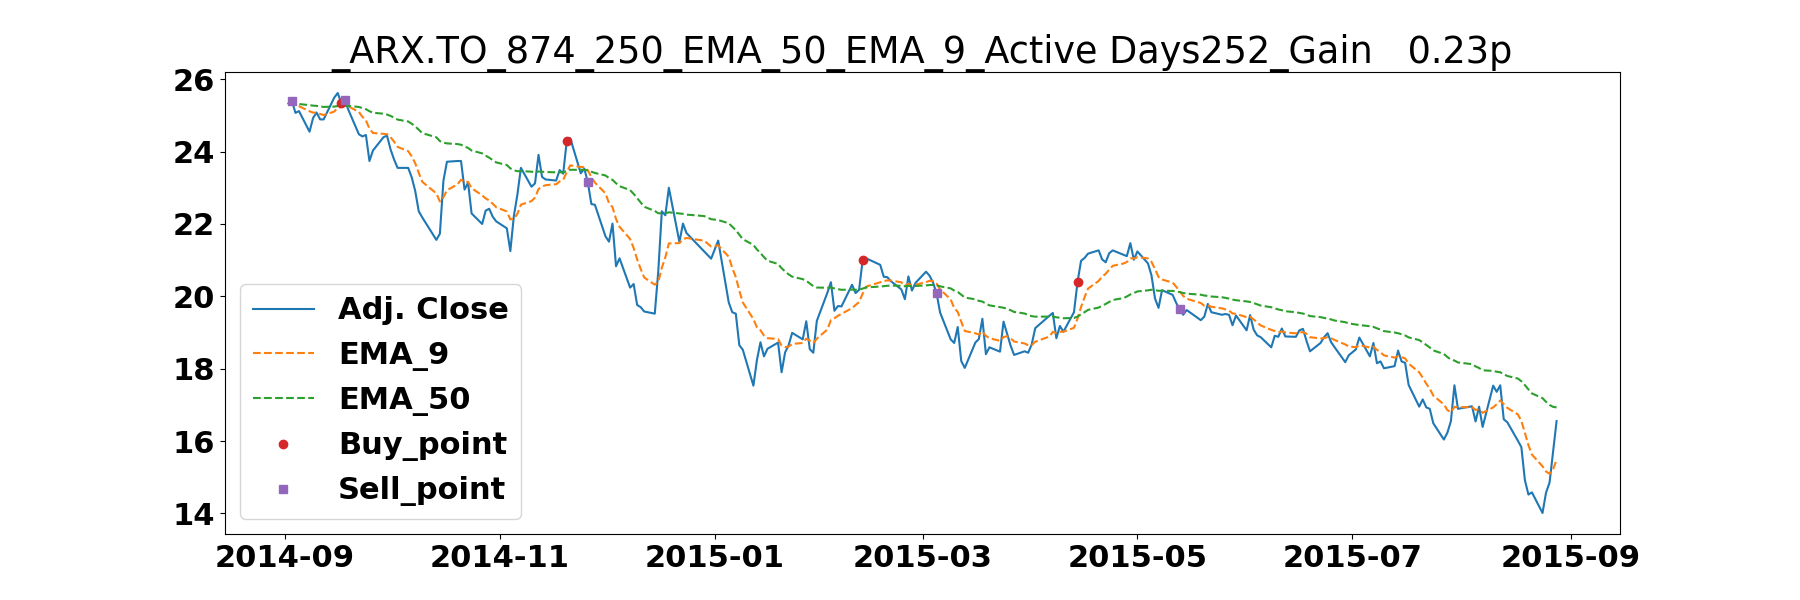 _ARX.TO_874_250_EMA_50_EMA_9_Active Days252_Gain   0.23p
26
24
22
20
18
16
14
Adj. Close
EMA_9
EMA_50
Buy_point
Sell_point
2014-09 2014-11 2015-01 2015-03 2015-05 2015-07 2015-09